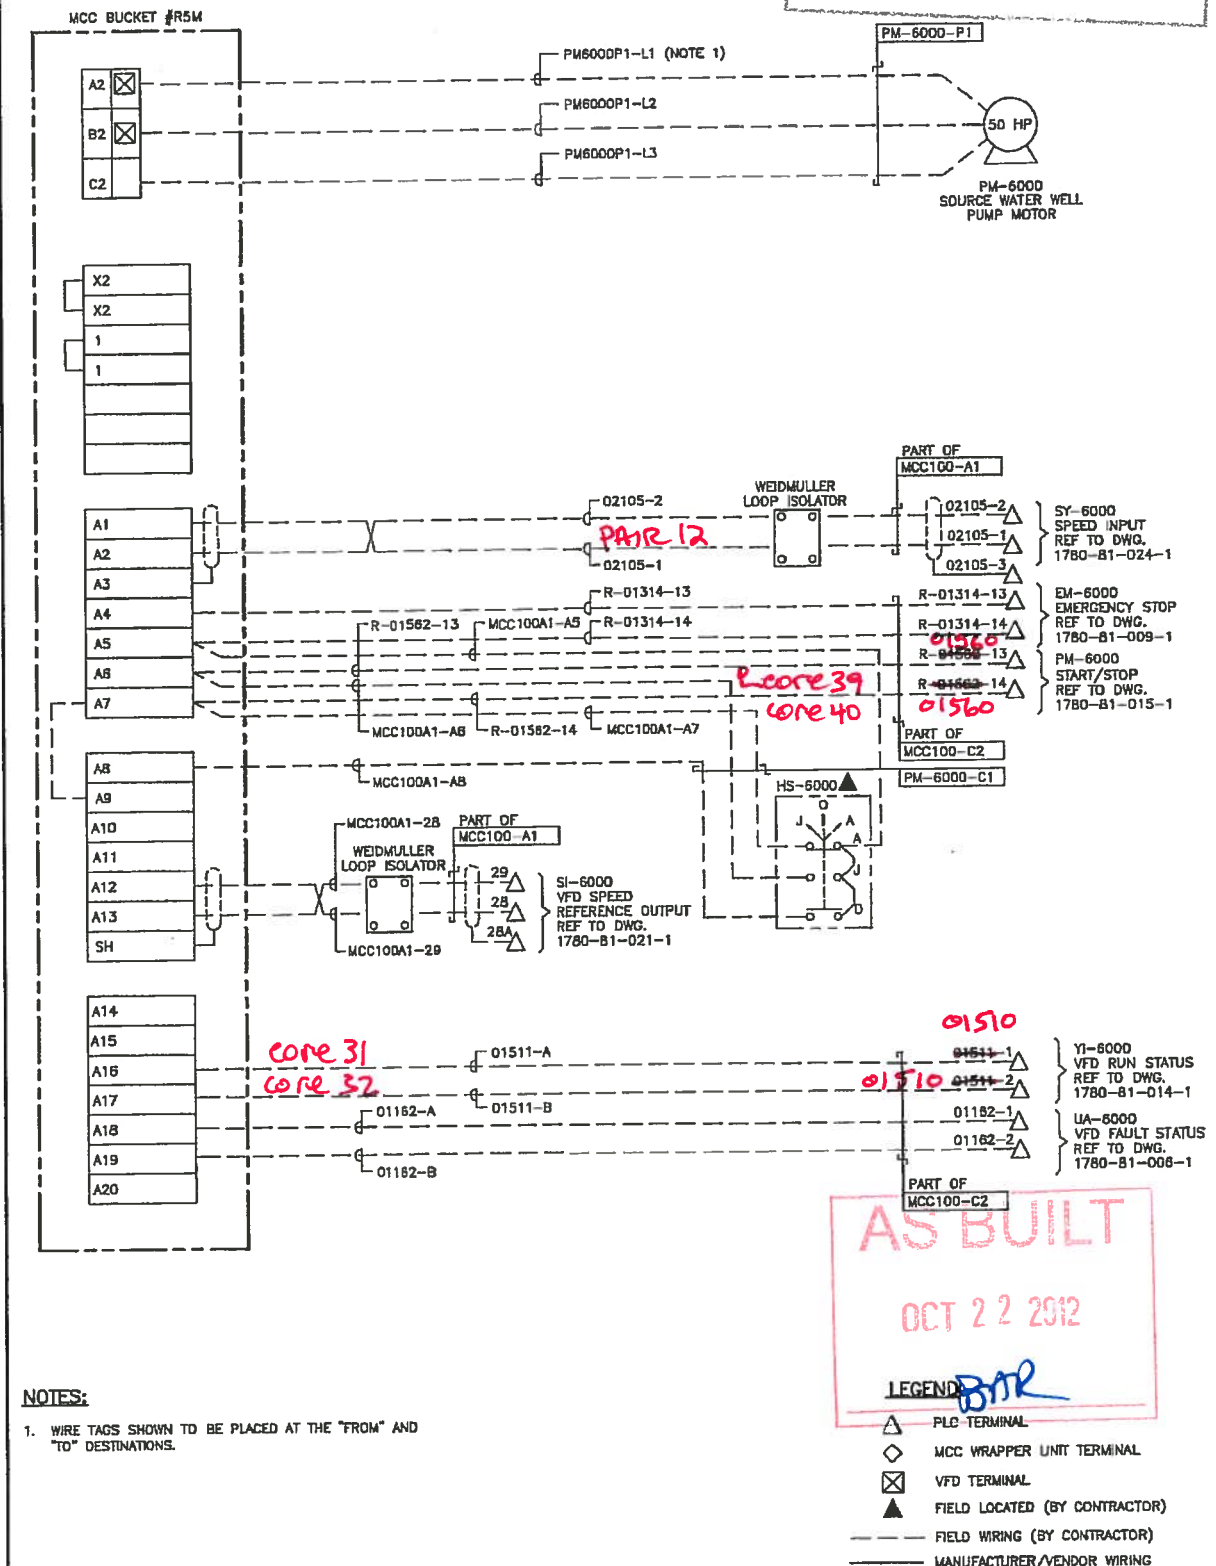 MCC BUCKET #R5M
PM-6000-P1
PM6000P1-L1 (NOTE 1)
A2
PM6000P1-L2
B2
50 HP
PM6000P1-L3
C2
PM-6000
SOURCE WATER WELL
PUMP MOTOR
X2
X2
1
1
PART OF
MCC100-A1
WEIDMULLER
LOOP ISOLATOR
02105-2
02105-2
A1
PAIR 12
02105-1
A2
02105-1
02105-3
SY-6000
SPEED INPUT
REF TO DWG.
1780-81-024-1
A3
R-01314-13
R-01314-13
A4
R-01562-13
MCC100A1-A5
R-01314-14
R-01314-14
EM-6000
EMERGENCY STOP
REF TO DWG.
1780-81-009-1
A5
01560
R-01562-13
A6
core 39
R-01562-14
PM-6000
START/STOP
REF TO DWG.
1780-81-015-1
A7
core 40
01560
MCC100A1-A6
R-01562-14
MCC100A1-A7
PART OF
MCC100-C2
A8
MCC100A1-A8
PM-6000-C1
A9
HS-6000
O
J
A
A
J
O
A10
MCC100A1-28
PART OF
MCC100-A1
A11
WEIDMULLER
LOOP ISOLATOR
A12
29
A13
28
SH
28A
MCC100A1-29
SI-6000
VFD SPEED
REFERENCE OUTPUT
REF TO DWG.
1780-81-021-1
A14
01510
A15
core 31
01511-A
01511-1
A16
core 32
01510
01511-2
YI-6000
VFD RUN STATUS
REF TO DWG.
1780-81-014-1
A17
01162-A
01511-B
01162-1
A18
01162-2
UA-6000
VFD FAULT STATUS
REF TO DWG.
1780-81-006-1
A19
01162-B
A20
PART OF
MCC100-C2
AS BUILT
OCT 22 2012
BAR
NOTES:
1. WIRE TAGS SHOWN TO BE PLACED AT THE "FROM" AND
"TO" DESTINATIONS.
LEGEND
PLC TERMINAL
MCC WRAPPER UNIT TERMINAL
VFD TERMINAL
FIELD LOCATED (BY CONTRACTOR)
FIELD WIRING (BY CONTRACTOR)
MANUFACTURER/VENDOR WIRING